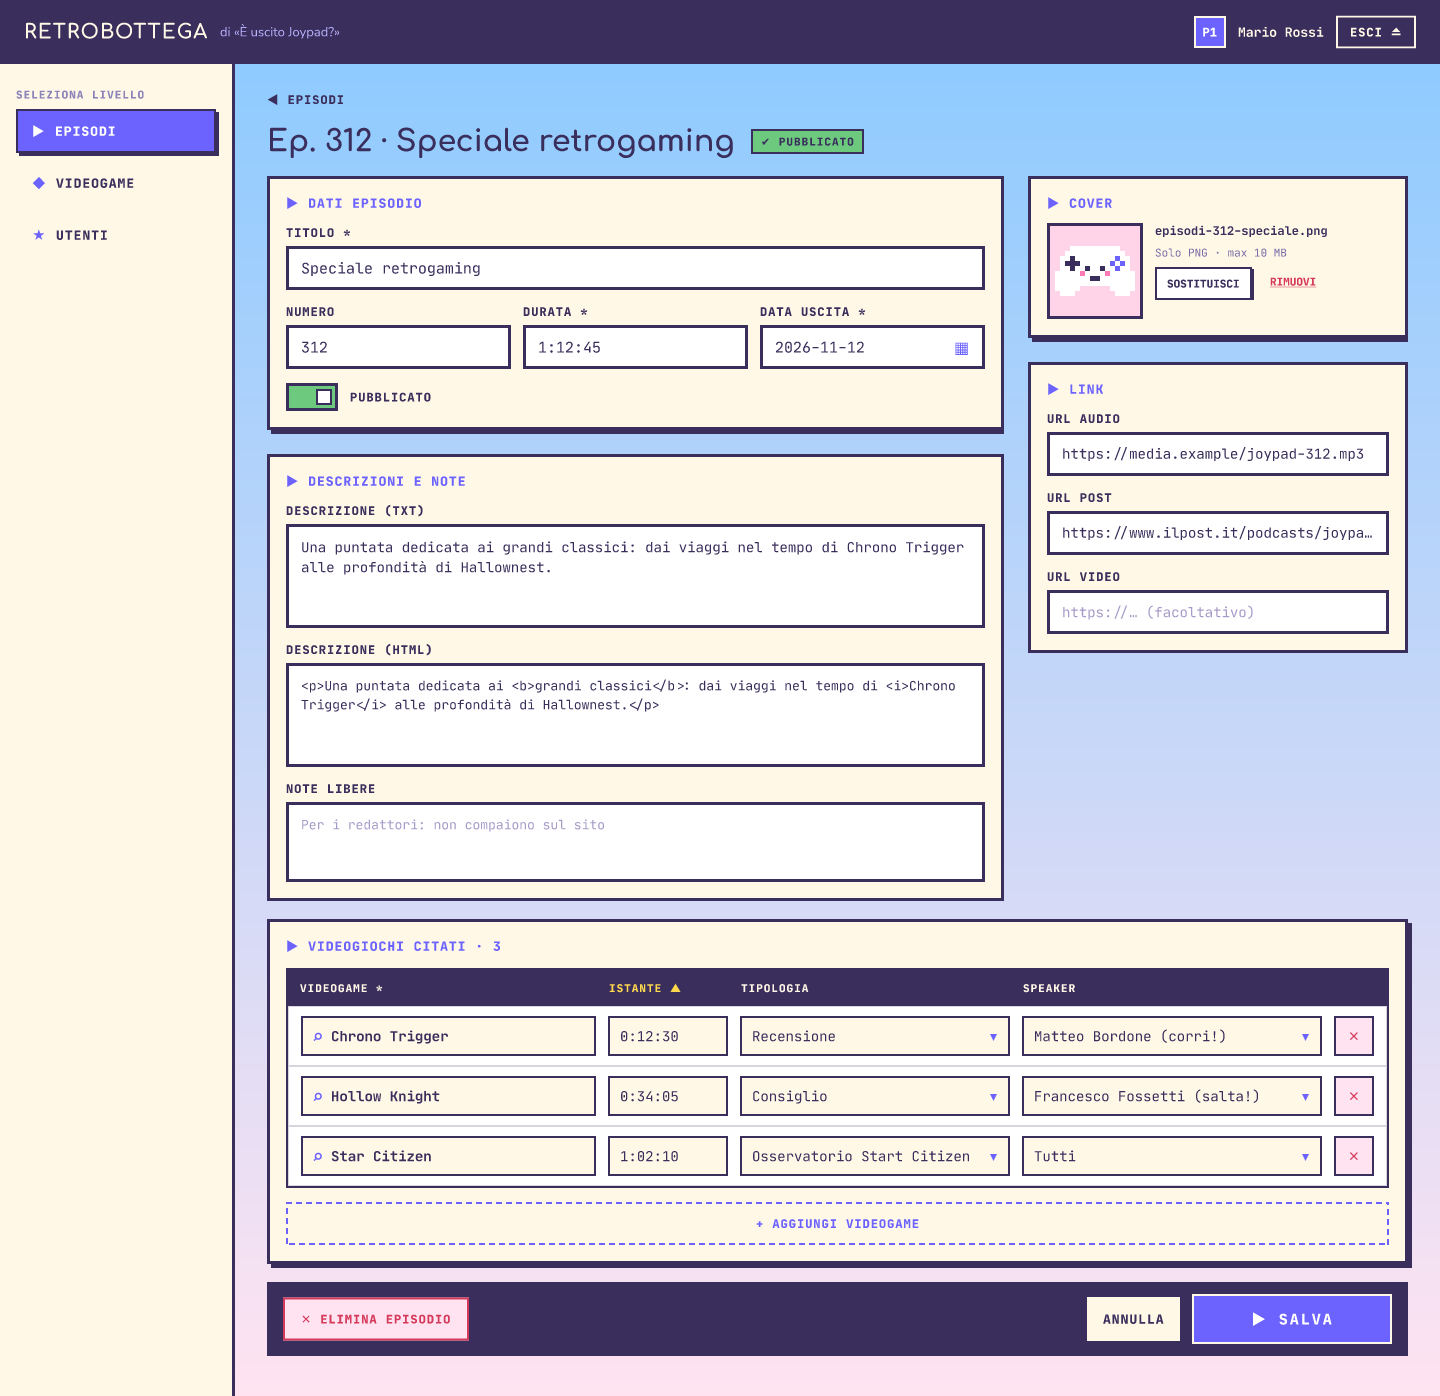 RETROBOTTEGA di «È uscito Joypad?»
P1 Mario Rossi ESCI ⏏
SELEZIONA LIVELLO
▶ EPISODI
◆ VIDEOGAME
★ UTENTI
◀ EPISODI
Ep. 312 · Speciale retrogaming ✔ PUBBLICATO
▶ DATI EPISODIO
TITOLO *
Speciale retrogaming
NUMERO DURATA * DATA USCITA *
312 1:12:45 2026-11-12 ▦
PUBBLICATO
▶ DESCRIZIONI E NOTE
DESCRIZIONE (TXT)
Una puntata dedicata ai grandi classici: dai viaggi nel tempo di Chrono Trigger
alle profondità di Hallownest.
DESCRIZIONE (HTML)
<p>Una puntata dedicata ai <b>grandi classici</b>: dai viaggi nel tempo di <i>Chrono
Trigger</i> alle profondità di Hallownest.</p>
NOTE LIBERE
Per i redattori: non compaiono sul sito
▶ COVER
episodi-312-speciale.png
Solo PNG · max 10 MB
SOSTITUISCI RIMUOVI
▶ LINK
URL AUDIO
https://media.example/joypad-312.mp3
URL POST
https://www.ilpost.it/podcasts/joypa…
URL VIDEO
https://… (facoltativo)
▶ VIDEOGIOCHI CITATI · 3
VIDEOGAME * ISTANTE ▲ TIPOLOGIA SPEAKER
⌕ Chrono Trigger 0:12:30 Recensione ▼ Matteo Bordone (corri!) ▼ ×
⌕ Hollow Knight 0:34:05 Consiglio ▼ Francesco Fossetti (salta!) ▼ ×
⌕ Star Citizen 1:02:10 Osservatorio Start Citizen ▼ Tutti ▼ ×
+ AGGIUNGI VIDEOGAME
× ELIMINA EPISODIO ANNULLA ▶ SALVA